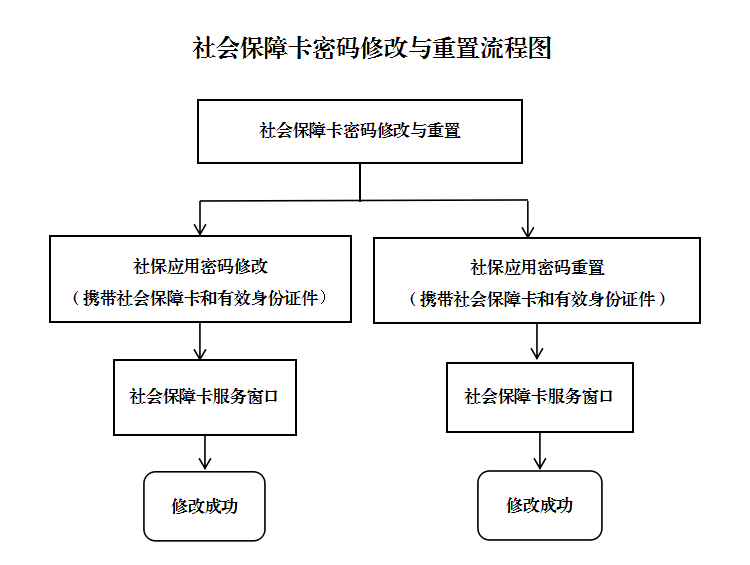 社会保障卡密码修改与重置流程图
社会保障卡密码修改与重置
社保应用密码修改
（携带社会保障卡和有效身份证件）
社保应用密码重置
（携带社会保障卡和有效身份证件）
社会保障卡服务窗口
社会保障卡服务窗口
修改成功
修改成功